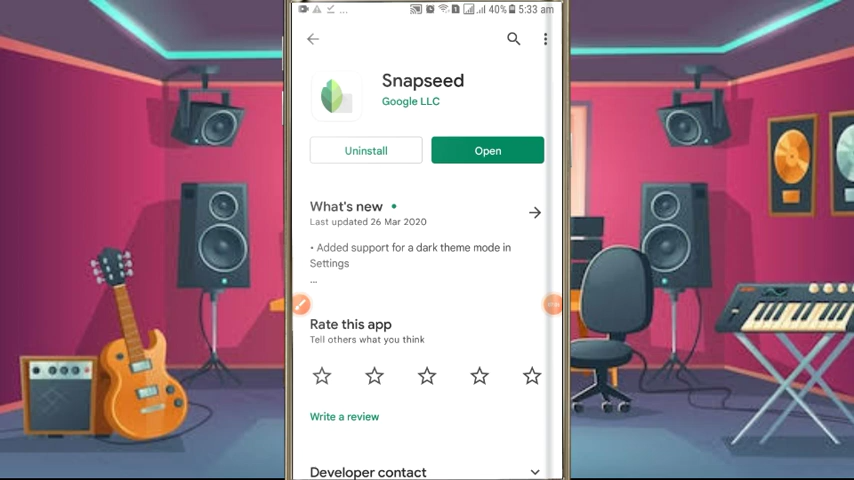 ... 40% 5:33 am
Snapseed
Google LLC
Uninstall
Open
What's new
Last updated 26 Mar 2020
• Added support for a dark theme mode in
Settings
...
Rate this app
Tell others what you think
Write a review
Developer contact